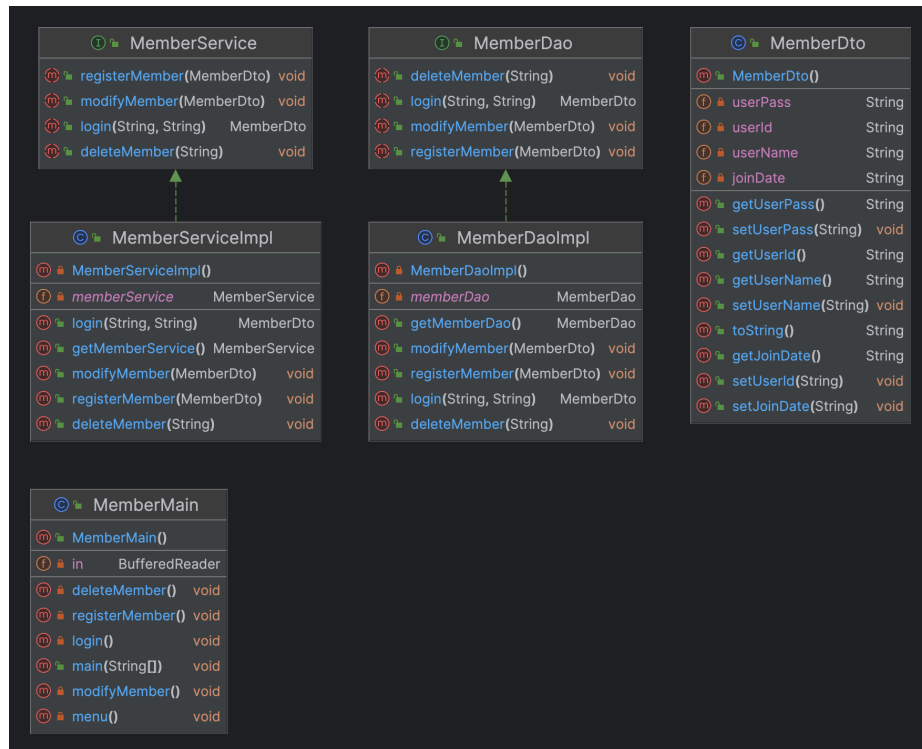 MemberService
registerMember(MemberDto) void
modifyMember(MemberDto) void
login(String, String) MemberDto
deleteMember(String) void
MemberDao
deleteMember(String) void
login(String, String) MemberDto
modifyMember(MemberDto) void
registerMember(MemberDto) void
MemberDto
MemberDto()
userPass String
userId String
userName String
joinDate String
getUserPass() String
setUserPass(String) void
getUserId() String
getUserName() String
setUserName(String) void
toString() String
getJoinDate() String
setUserId(String) void
setJoinDate(String) void
MemberServiceImpl
MemberServiceImpl()
memberService MemberService
login(String, String) MemberDto
getMemberService() MemberService
modifyMember(MemberDto) void
registerMember(MemberDto) void
deleteMember(String) void
MemberDaoImpl
MemberDaoImpl()
memberDao MemberDao
getMemberDao() MemberDao
modifyMember(MemberDto) void
registerMember(MemberDto) void
login(String, String) MemberDto
deleteMember(String) void
MemberMain
MemberMain()
in BufferedReader
deleteMember() void
registerMember() void
login() void
main(String[]) void
modifyMember() void
menu() void